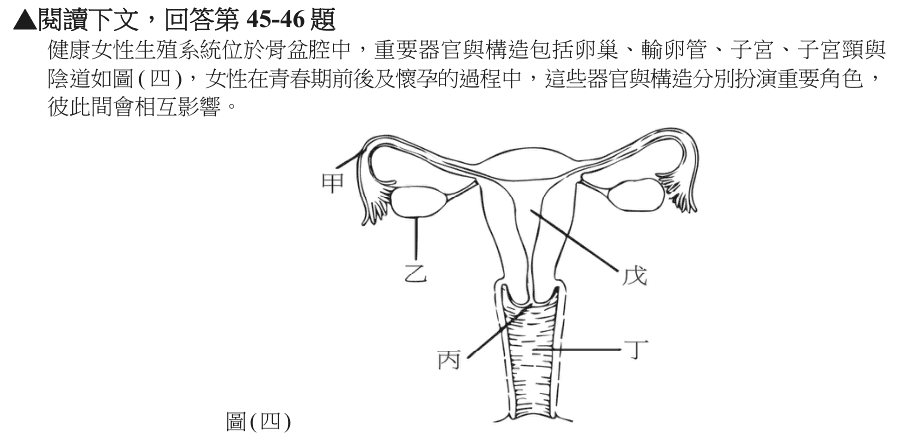 ▲閱讀下文，回答第 45-46 題
健康女性生殖系統位於骨盆腔中，重要器官與構造包括卵巢、輸卵管、子宮、子宮頸與
陰道如圖(四)，女性在青春期前後及懷孕的過程中，這些器官與構造分別扮演重要角色，
彼此間會相互影響。
甲
乙
戊
丙
丁
圖(四)